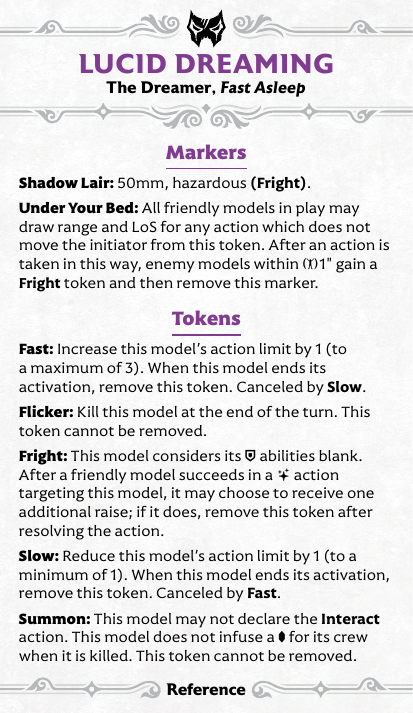 LUCID DREAMING
The Dreamer, Fast Asleep
Markers
Shadow Lair: 50mm, hazardous (Fright).
Under Your Bed: All friendly models in play may
draw range and LoS for any action which does not
move the initiator from this token. After an action is
taken in this way, enemy models within 1" gain a
Fright token and then remove this marker.
Tokens
Fast: Increase this model's action limit by 1 (to
a maximum of 3). When this model ends its
activation, remove this token. Canceled by Slow.
Flicker: Kill this model at the end of the turn. This
token cannot be removed.
Fright: This model considers its abilities blank.
After a friendly model succeeds in a action
targeting this model, it may choose to receive one
additional raise; if it does, remove this token after
resolving the action.
Slow: Reduce this model's action limit by 1 (to a
minimum of 1). When this model ends its activation,
remove this token. Canceled by Fast.
Summon: This model may not declare the Interact
action. This model does not infuse a for its crew
when it is killed. This token cannot be removed.
Reference